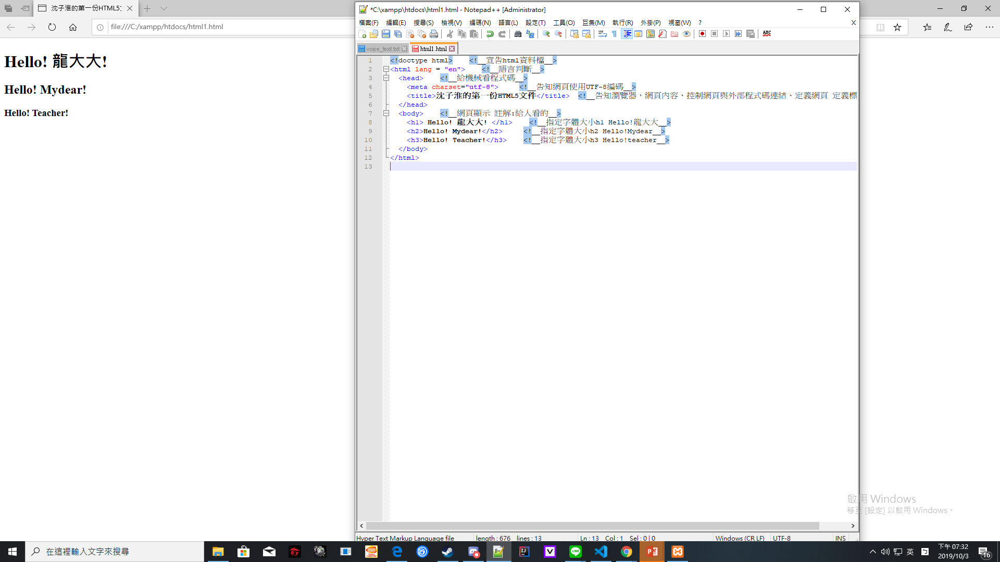 沈子淮的第一份HTML5文
file:///C:/xampp/htdocs/html1.html
Hello! 龍大大!
Hello! Mydear!
Hello! Teacher!
*C:\xampp\htdocs\html1.html - Notepad++ [Administrator]
檔案(F) 編輯(E) 搜尋(S) 檢視(V) 編碼(N) 語言(L) 設定(T) 工具(O) 巨集(M) 執行(R) 外掛(P) 視窗(W) ? X
voice_text.txt html1.html
1 <!doctype html> <!__宣告html資料檔__>
2 <html lang = "en"> <!__語言判斷__>
3 <head> <!__給機械看程式碼__>
4 <meta charset="utf-8"> <!__告知網頁使用UTF-8編碼__>
5 <title>沈子淮的第一份HTML5文件</title> <!__告知瀏覽器，網頁內容、控制網頁與外部程式碼連結、定義網頁 定義標
6 </head>
7 <body> <!__網頁顯示 註解:給人看的__>
8 <h1> Hello! 龍大大! </h1> <!__指定字體大小h1 Hello!龍大大__>
9 <h2>Hello! Mydear!</h2> <!__指定字體大小h2 Hello!Mydear__>
10 <h3>Hello! Teacher!</h3> <!__指定字體大小h3 Hello!teacher__>
11 </body>
12 </html>
13
啟用 Windows
移至 [設定] 以啟用 Windows。
Hyper Text Markup Language file length : 676 lines : 13 Ln : 13 Col : 1 Sel : 0 | 0 Windows (CR LF) UTF-8 INS
在這裡輸入文字來搜尋
英
下午 07:32
2019/10/3
16